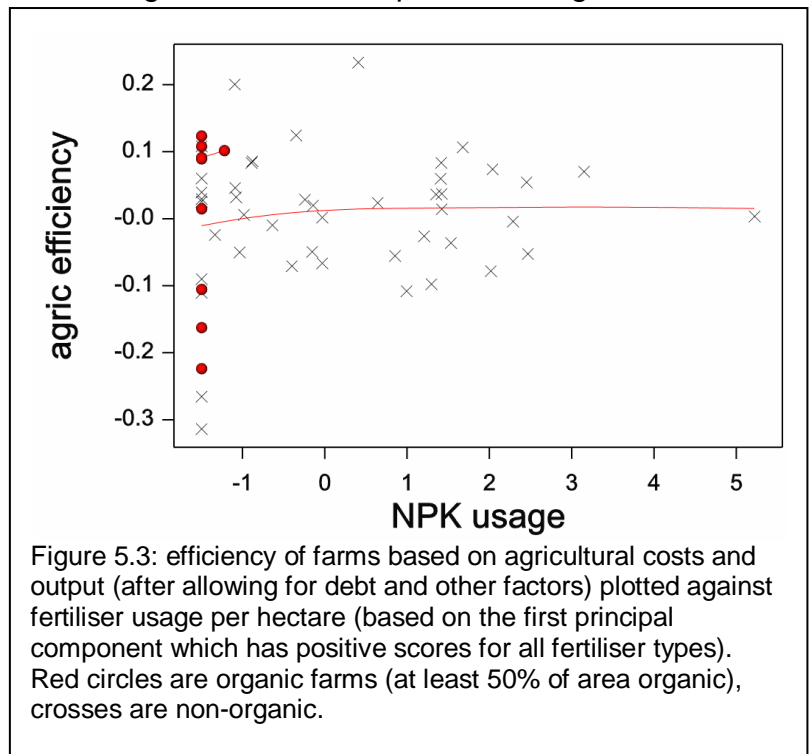 0.2
0.1
-0.0
-0.1
-0.2
-0.3
agric efficiency
-1 0 1 2 3 4 5
NPK usage
Figure 5.3: efficiency of farms based on agricultural costs and
output (after allowing for debt and other factors) plotted against
fertiliser usage per hectare (based on the first principal
component which has positive scores for all fertiliser types).
Red circles are organic farms (at least 50% of area organic),
crosses are non-organic.